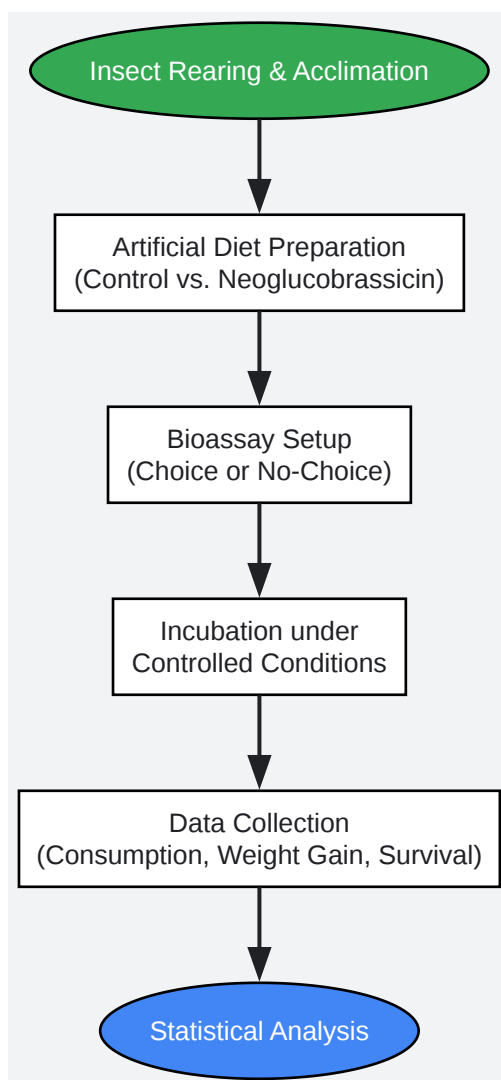 Insect Rearing & Acclimation
Artificial Diet Preparation
(Control vs. Neoglucobrassicin)
Bioassay Setup
(Choice or No-Choice)
Incubation under
Controlled Conditions
Data Collection
(Consumption, Weight Gain, Survival)
Statistical Analysis